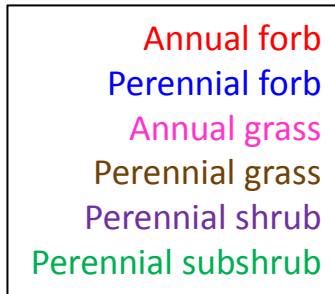 Annual forb
Perennial forb
Annual grass
Perennial grass
Perennial shrub
Perennial subshrub